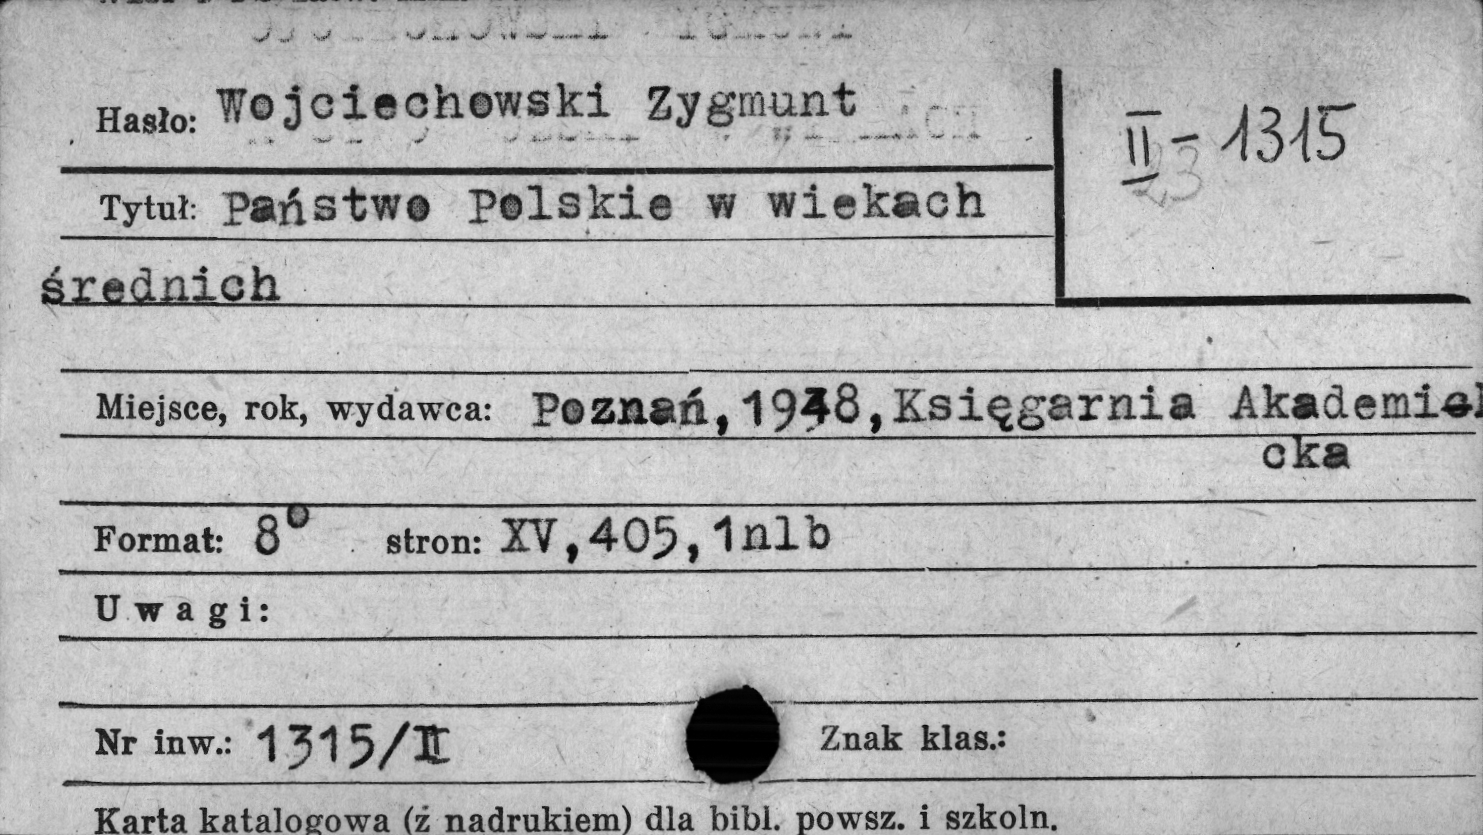 Hasło: Wojciechowski Zygmunt
II - 1315
23
Tytuł: Państwo Polskie w wiekach
średnich
Miejsce, rok, wydawca: Poznań, 1948, Księgarnia Akademi
cka
Format: 8° stron: XV, 405, 1nlb
Uwagi:
Nr inw.: 1315/II Znak klas.:
Karta katalogowa (z nadrukiem) dla bibl. powsz. i szkoln.